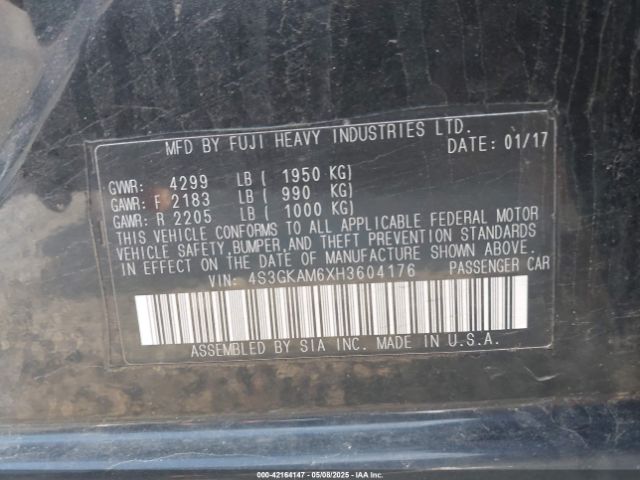 MFD BY FUJI HEAVY INDUSTRIES LTD.
DATE: 01/17
GVWR: 4299 LB ( 1950 KG)
GAWR: F 2183 LB ( 990 KG)
GAWR: R 2205 LB ( 1000 KG)
THIS VEHICLE CONFORMS TO ALL APPLICABLE FEDERAL MOTOR
VEHICLE SAFETY, BUMPER, AND THEFT PREVENTION STANDARDS
IN EFFECT ON THE DATE OF MANUFACTURE SHOWN ABOVE.
VIN: 4S3GKAM6XH3604176 PASSENGER CAR
ASSEMBLED BY SIA INC. MADE IN U.S.A.
000-42164147 - 05/08/2025 - IAAI.COM